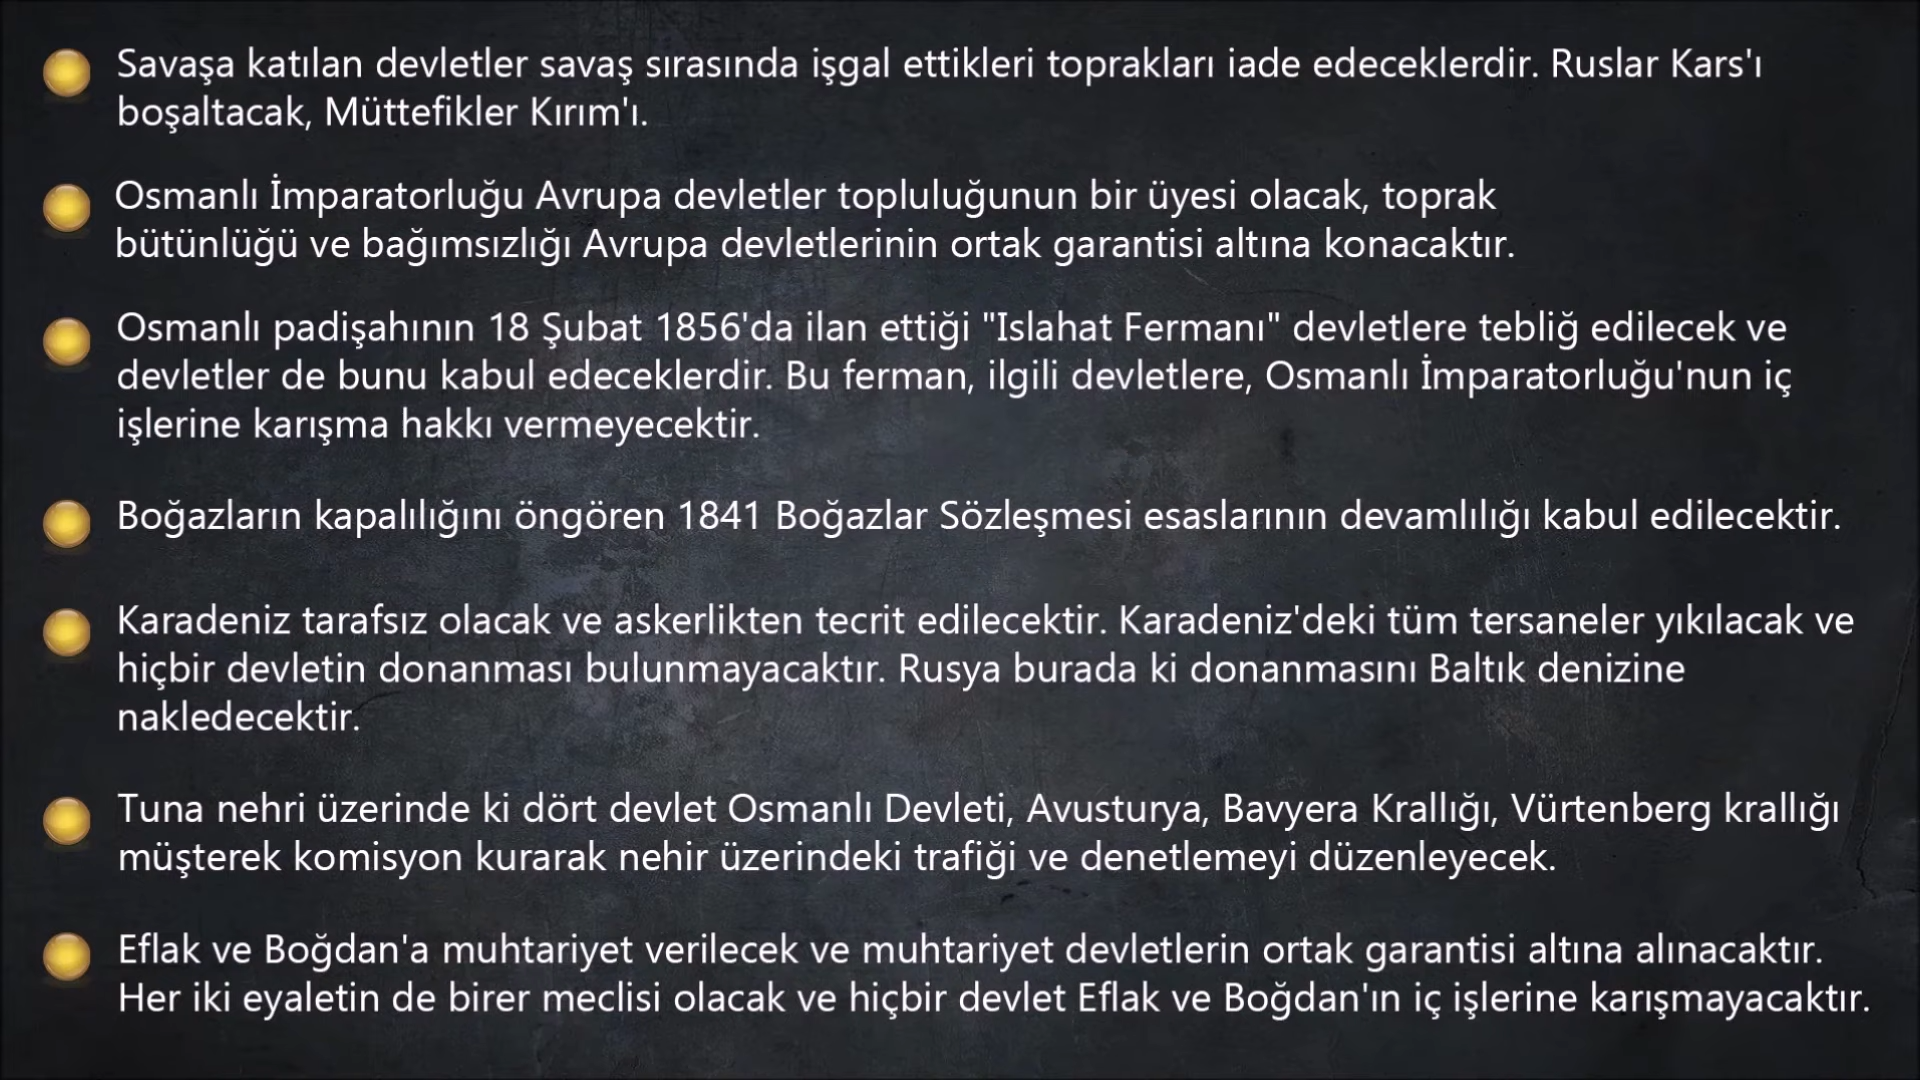 Savaşa katılan devletler savaş sırasında işgal ettikleri toprakları iade edeceklerdir. Ruslar Kars'ı
boşaltacak, Müttefikler Kırım'ı.
Osmanlı İmparatorluğu Avrupa devletler topluluğunun bir üyesi olacak, toprak
bütünlüğü ve bağımsızlığı Avrupa devletlerinin ortak garantisi altına konacaktır.
Osmanlı padişahının 18 Şubat 1856'da ilan ettiği "Islahat Fermanı" devletlere tebliğ edilecek ve
devletler de bunu kabul edeceklerdir. Bu ferman, ilgili devletlere, Osmanlı İmparatorluğu'nun iç
işlerine karışma hakkı vermeyecektir.
Boğazların kapalılığını öngören 1841 Boğazlar Sözleşmesi esaslarının devamlılığı kabul edilecektir.
Karadeniz tarafsız olacak ve askerlikten tecrit edilecektir. Karadeniz'deki tüm tersaneler yıkılacak ve
hiçbir devletin donanması bulunmayacaktır. Rusya burada ki donanmasını Baltık denizine
nakledecektir.
Tuna nehri üzerinde ki dört devlet Osmanlı Devleti, Avusturya, Bavyera Krallığı, Vürtenberg krallığı
müşterek komisyon kurarak nehir üzerindeki trafiği ve denetlemeyi düzenleyecek.
Eflak ve Boğdan'a muhtariyet verilecek ve muhtariyet devletlerin ortak garantisi altına alınacaktır.
Her iki eyaletin de birer meclisi olacak ve hiçbir devlet Eflak ve Boğdan'ın iç işlerine karışmayacaktır.